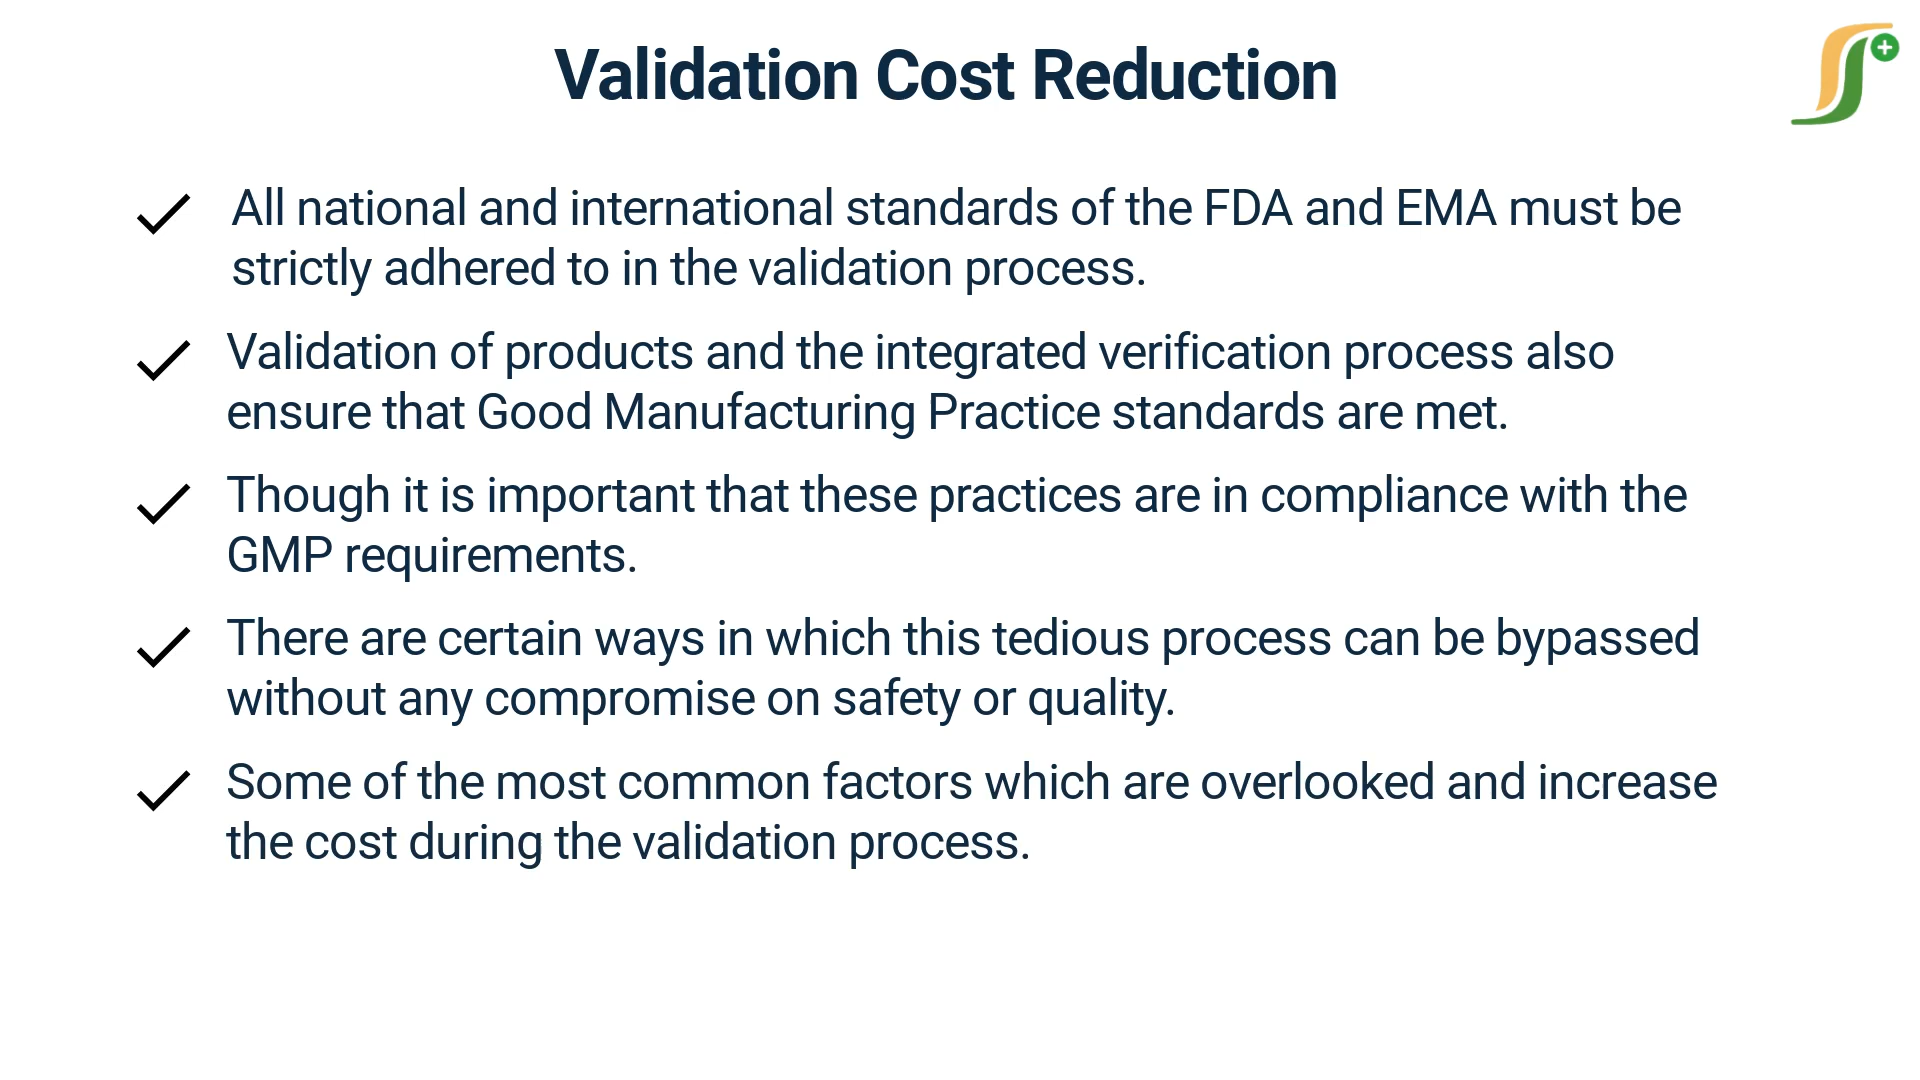 Validation Cost Reduction
All national and international standards of the FDA and EMA must be
strictly adhered to in the validation process.
Validation of products and the integrated verification process also
ensure that Good Manufacturing Practice standards are met.
Though it is important that these practices are in compliance with the
GMP requirements.
There are certain ways in which this tedious process can be bypassed
without any compromise on safety or quality.
Some of the most common factors which are overlooked and increase
the cost during the validation process.